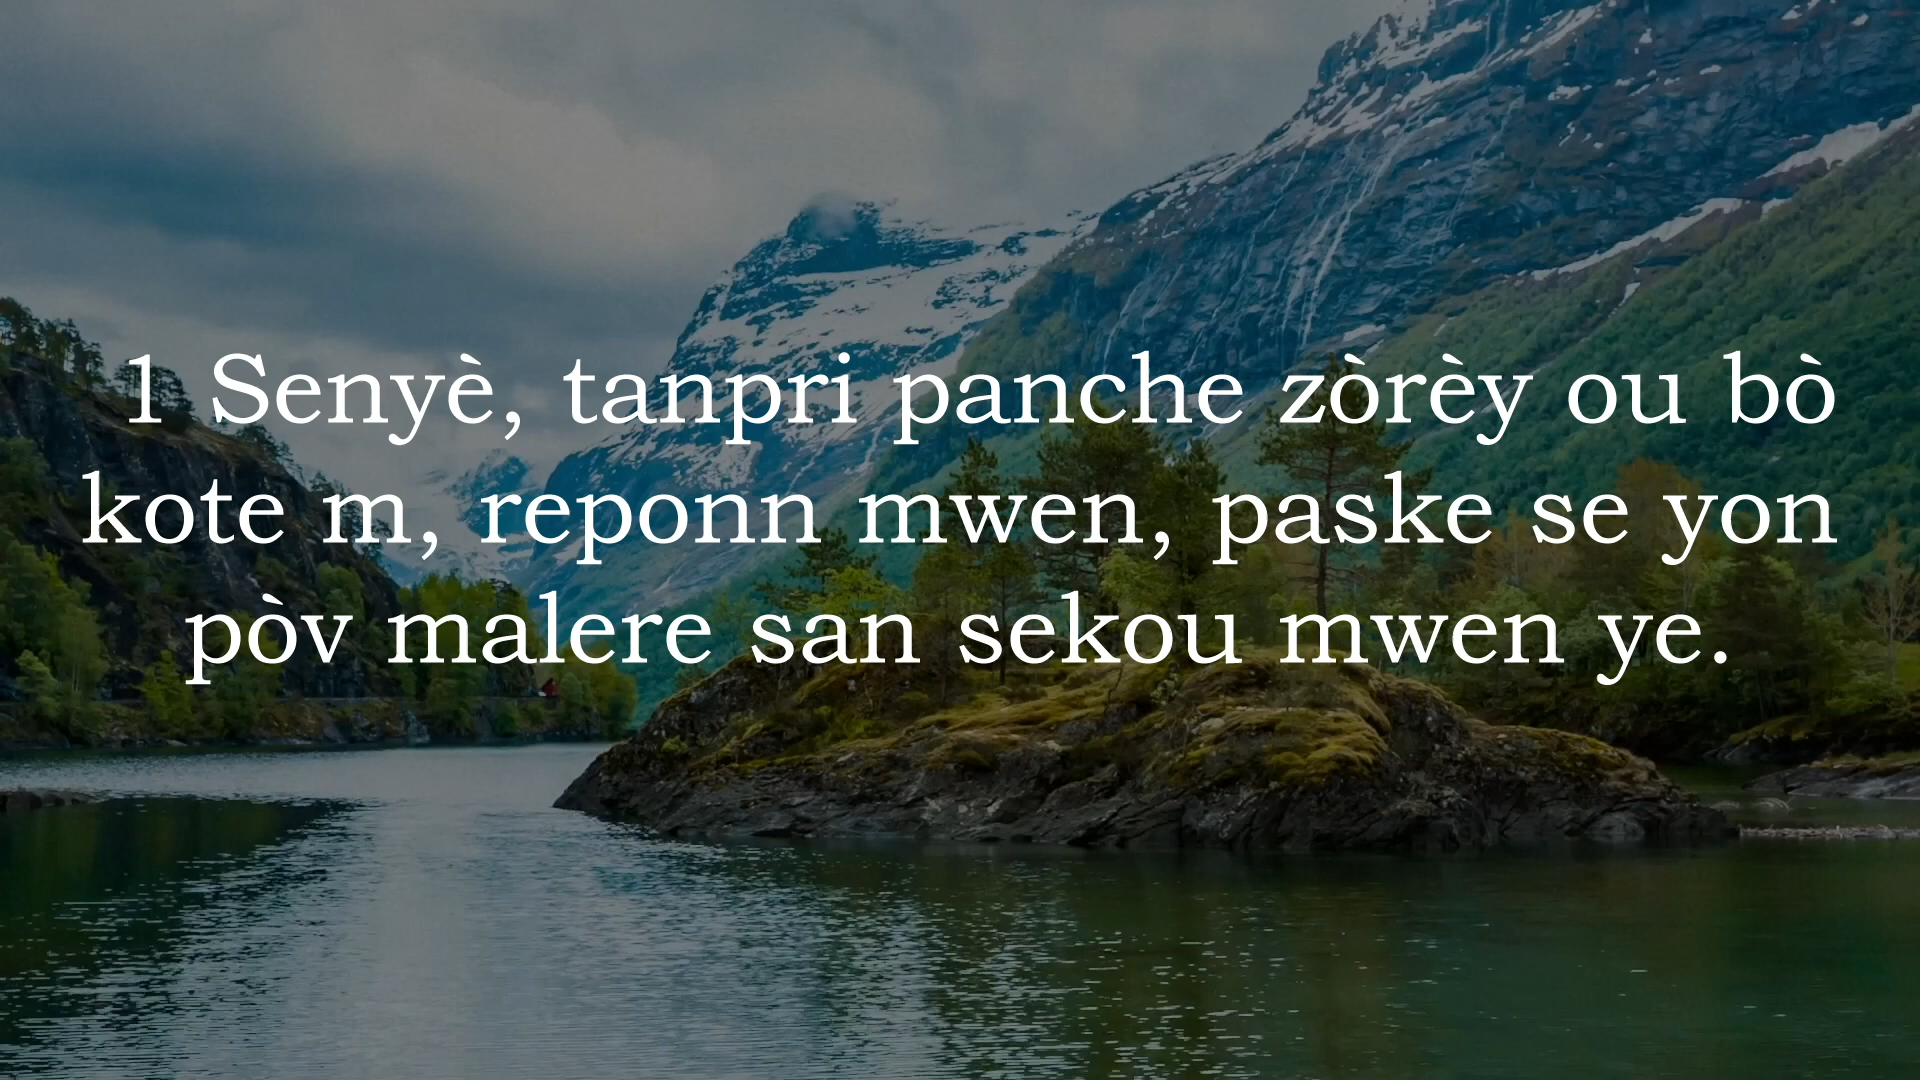 1 Senyè, tanpri panche zòrèy ou bò
kote m, reponn mwen, paske se yon
pòv malere san sekou mwen ye.